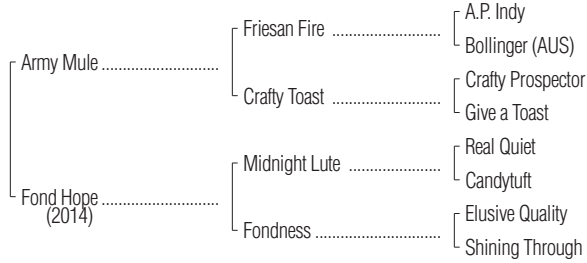 A.P. Indy
Friesan Fire
Bollinger (AUS)
Army Mule
Crafty Prospector
Crafty Toast
Give a Toast
Real Quiet
Midnight Lute
Candytuft
Fond Hope
(2014)
Elusive Quality
Fondness
Shining Through